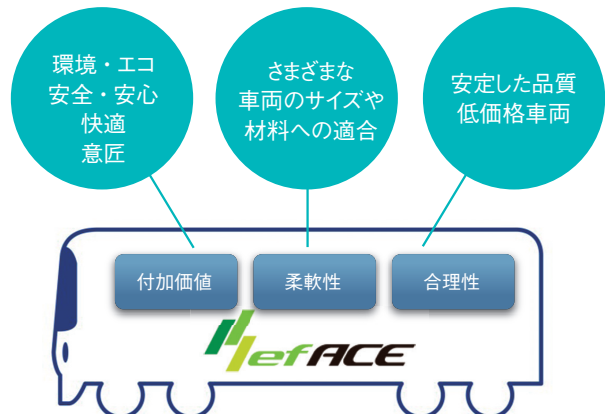 環境・エコ
安全・安心
快適
意匠
さまざまな
車両のサイズや
材料への適合
安定した品質
低価格車両
付加価値
柔軟性
合理性
efACE